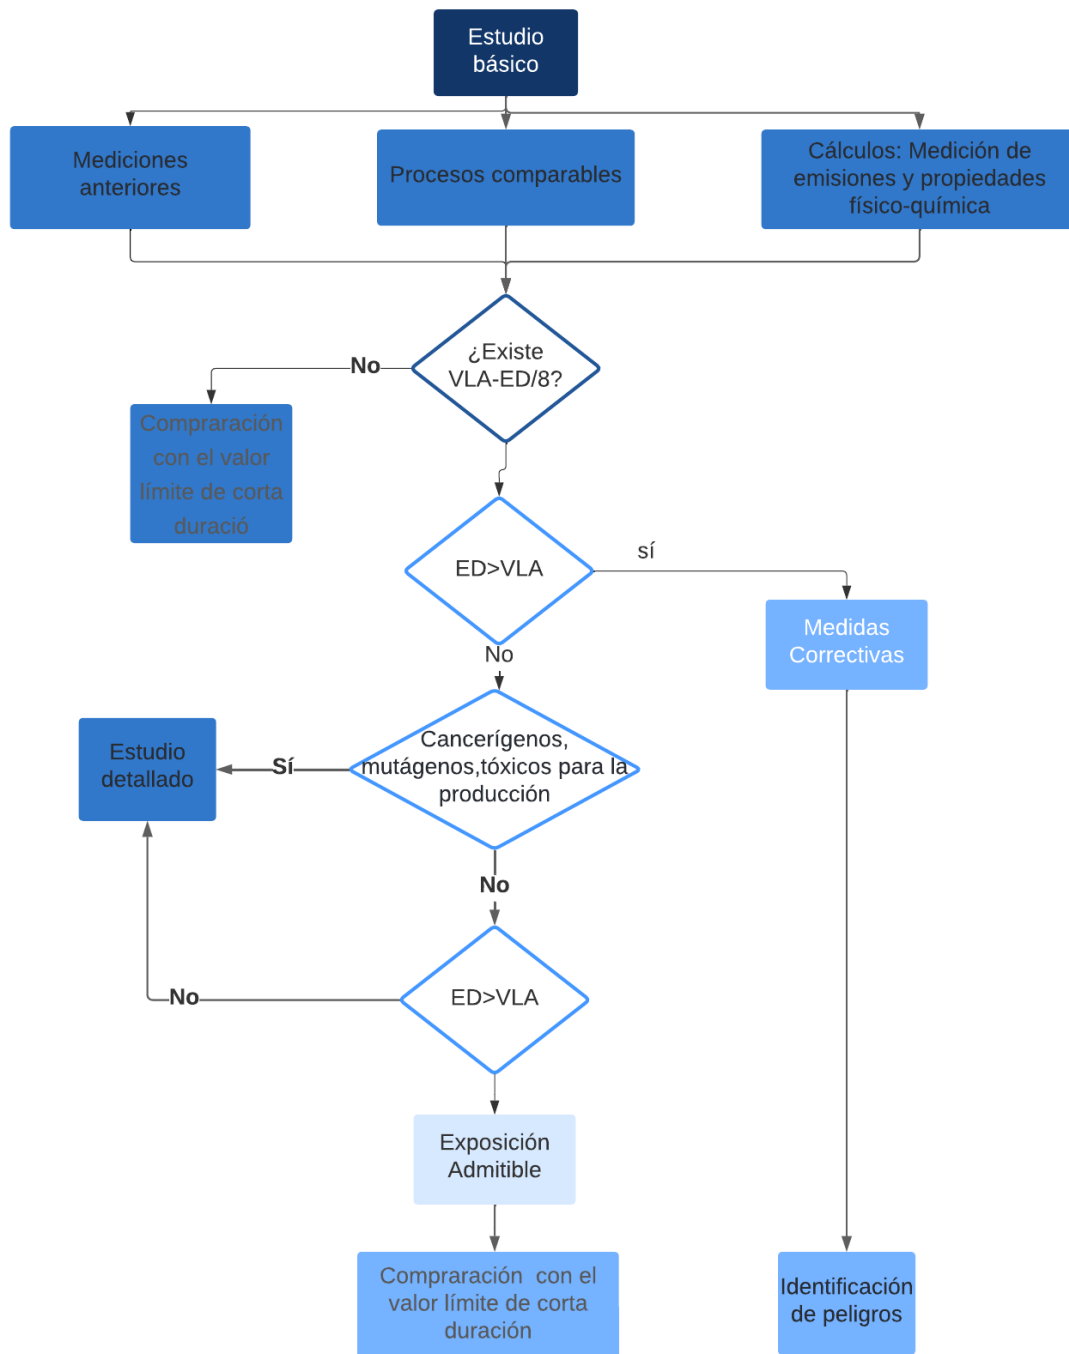 Estudio
básico
Mediciones
anteriores
Procesos comparables
Cálculos: Medición de
emisiones y propiedades
físico-química
¿Existe
VLA-ED/8?
No
Compraración
con el valor
límite de corta
duració
ED>VLA
sí
Medidas
Correctivas
No
Cancerígenos,
mutágenos,tóxicos para la
producción
Sí
Estudio
detallado
No
ED>VLA
No
Exposición
Admitible
Compraración con el
valor límite de corta
duración
Identificación
de peligros